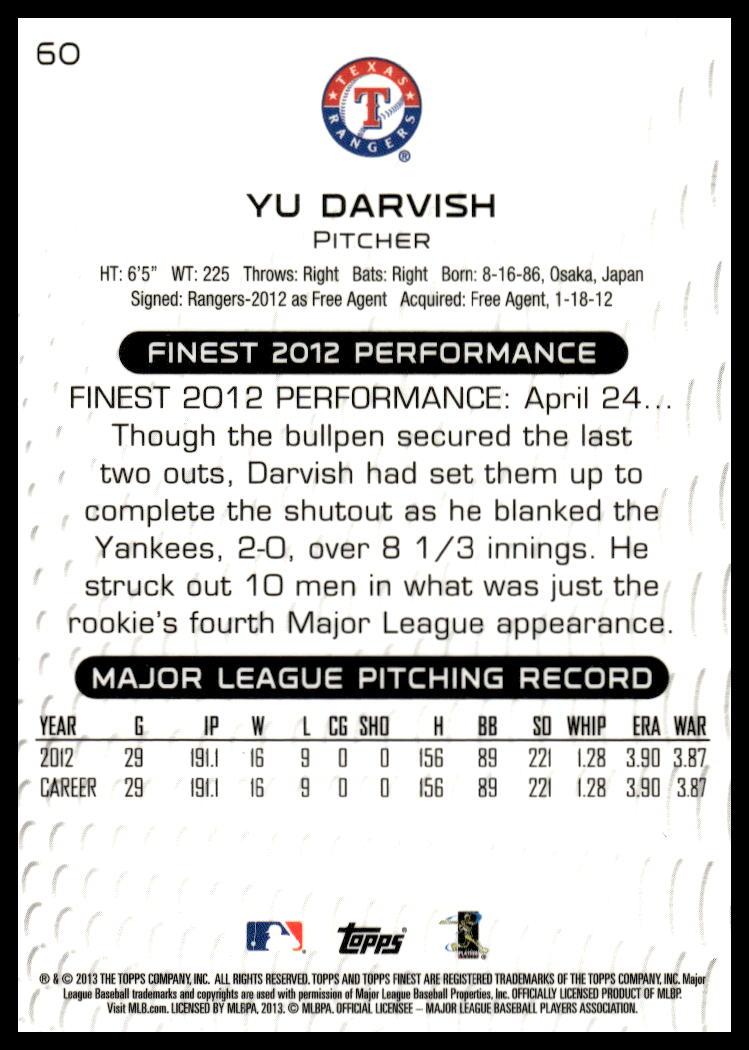 60
TEXAS
T
RANGERS
®
YU DARVISH
PITCHER
HT: 6'5" WT: 225 Throws: Right Bats: Right Born: 8-16-86, Osaka, Japan
Signed: Rangers-2012 as Free Agent Acquired: Free Agent, 1-18-12
FINEST 2012 PERFORMANCE
FINEST 2012 PERFORMANCE: April 24...
Though the bullpen secured the last
two outs, Darvish had set them up to
complete the shutout as he blanked the
Yankees, 2-0, over 8 1/3 innings. He
struck out 10 men in what was just the
rookie's fourth Major League appearance.
MAJOR LEAGUE PITCHING RECORD
YEAR G IP W L CG SHO H BB SO WHIP ERA WAR
2012 29 191.1 16 9 0 0 156 89 221 1.28 3.90 3.87
CAREER 29 191.1 16 9 0 0 156 89 221 1.28 3.90 3.87
topps
® & © 2013 THE TOPPS COMPANY, INC. ALL RIGHTS RESERVED. TOPPS AND TOPPS FINEST ARE REGISTERED TRADEMARKS OF THE TOPPS COMPANY, INC. Major
League Baseball trademarks and copyrights are used with permission of Major League Baseball Properties, Inc. OFFICIALLY LICENSED PRODUCT OF MLBP.
Visit MLB.com. LICENSED BY MLBPA, 2013. © MLBPA. OFFICIAL LICENSEE – MAJOR LEAGUE BASEBALL PLAYERS ASSOCIATION.